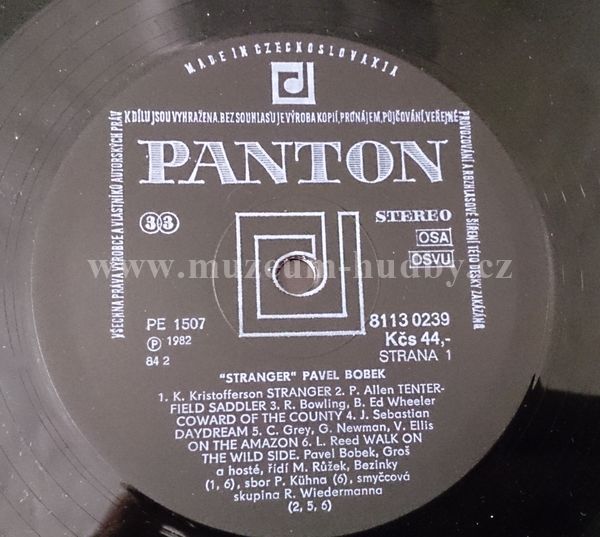 MADE IN CZECKOSLOVAKIA
VŠECHNA PRÁVA VÝROBCE A VLASTNÍKŮ AUTORSKÝCH PRÁV
K DÍLU JSOU VYHRAŽENA. BEZ SOUHLASU JE VÝROBA KOPIÍ, PRONÁJEM, PŮJČOVÁNÍ, VEŘEJNÉ
PROVOZOVÁNÍ A ROZHLASOVÉ ŠÍŘENÍ TÉTO DESKY ZAKÁZÁNO
PANTON
33
STEREO
OSA
OSVU
www.muzeum-hudby.cz
PE 1507
Ⓟ 1982
84 2
8113 0239
Kčs 44,-
STRANA 1
"STRANGER" PAVEL BOBEK
1. K. Kristofferson STRANGER 2. P. Allen TENTER-
FIELD SADDLER 3. R. Bowling, B. Ed Wheeler
COWARD OF THE COUNTY 4. J. Sebastian
DAYDREAM 5. C. Grey, G. Newman, V. Ellis
ON THE AMAZON 6. L. Reed WALK ON
THE WILD SIDE. Pavel Bobek, Groš
a hosté, řídí M. Růžek, Bezinky
(1, 6), sbor P. Kühna (6), smyčcová
skupina R. Wiedermanna
(2, 5, 6)